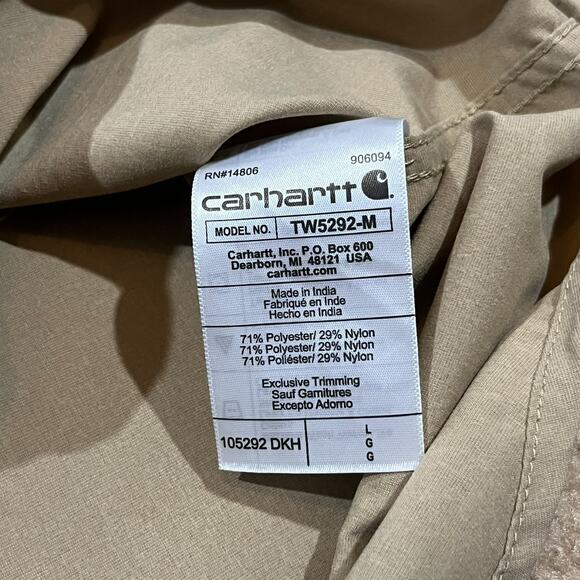 RN#14806 906094
carhartt
MODEL NO. TW5292-M
Carhartt, Inc. P.O. Box 600
Dearborn, MI 48121 USA
carhartt.com
Made in India
Fabriqué en Inde
Hecho en India
71% Polyester/ 29% Nylon
71% Polyester/ 29% Nylon
71% Poliéster/ 29% Nylon
Exclusive Trimming
Sauf Garnitures
Excepto Adorno
105292 DKH L
G
G